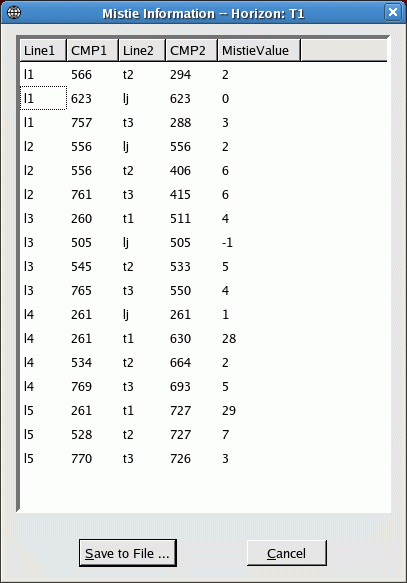 Mistie Information – Horizon: T1
Line1 CMP1 Line2 CMP2 MistieValue
l1 566 t2 294 2
l1 623 lj 623 0
l1 757 t3 288 3
l2 556 lj 556 2
l2 556 t2 406 6
l2 761 t3 415 6
l3 260 t1 511 4
l3 505 lj 505 -1
l3 545 t2 533 5
l3 765 t3 550 4
l4 261 lj 261 1
l4 261 t1 630 28
l4 534 t2 664 2
l4 769 t3 693 5
l5 261 t1 727 29
l5 528 t2 727 7
l5 770 t3 726 3
Save to File ... Cancel